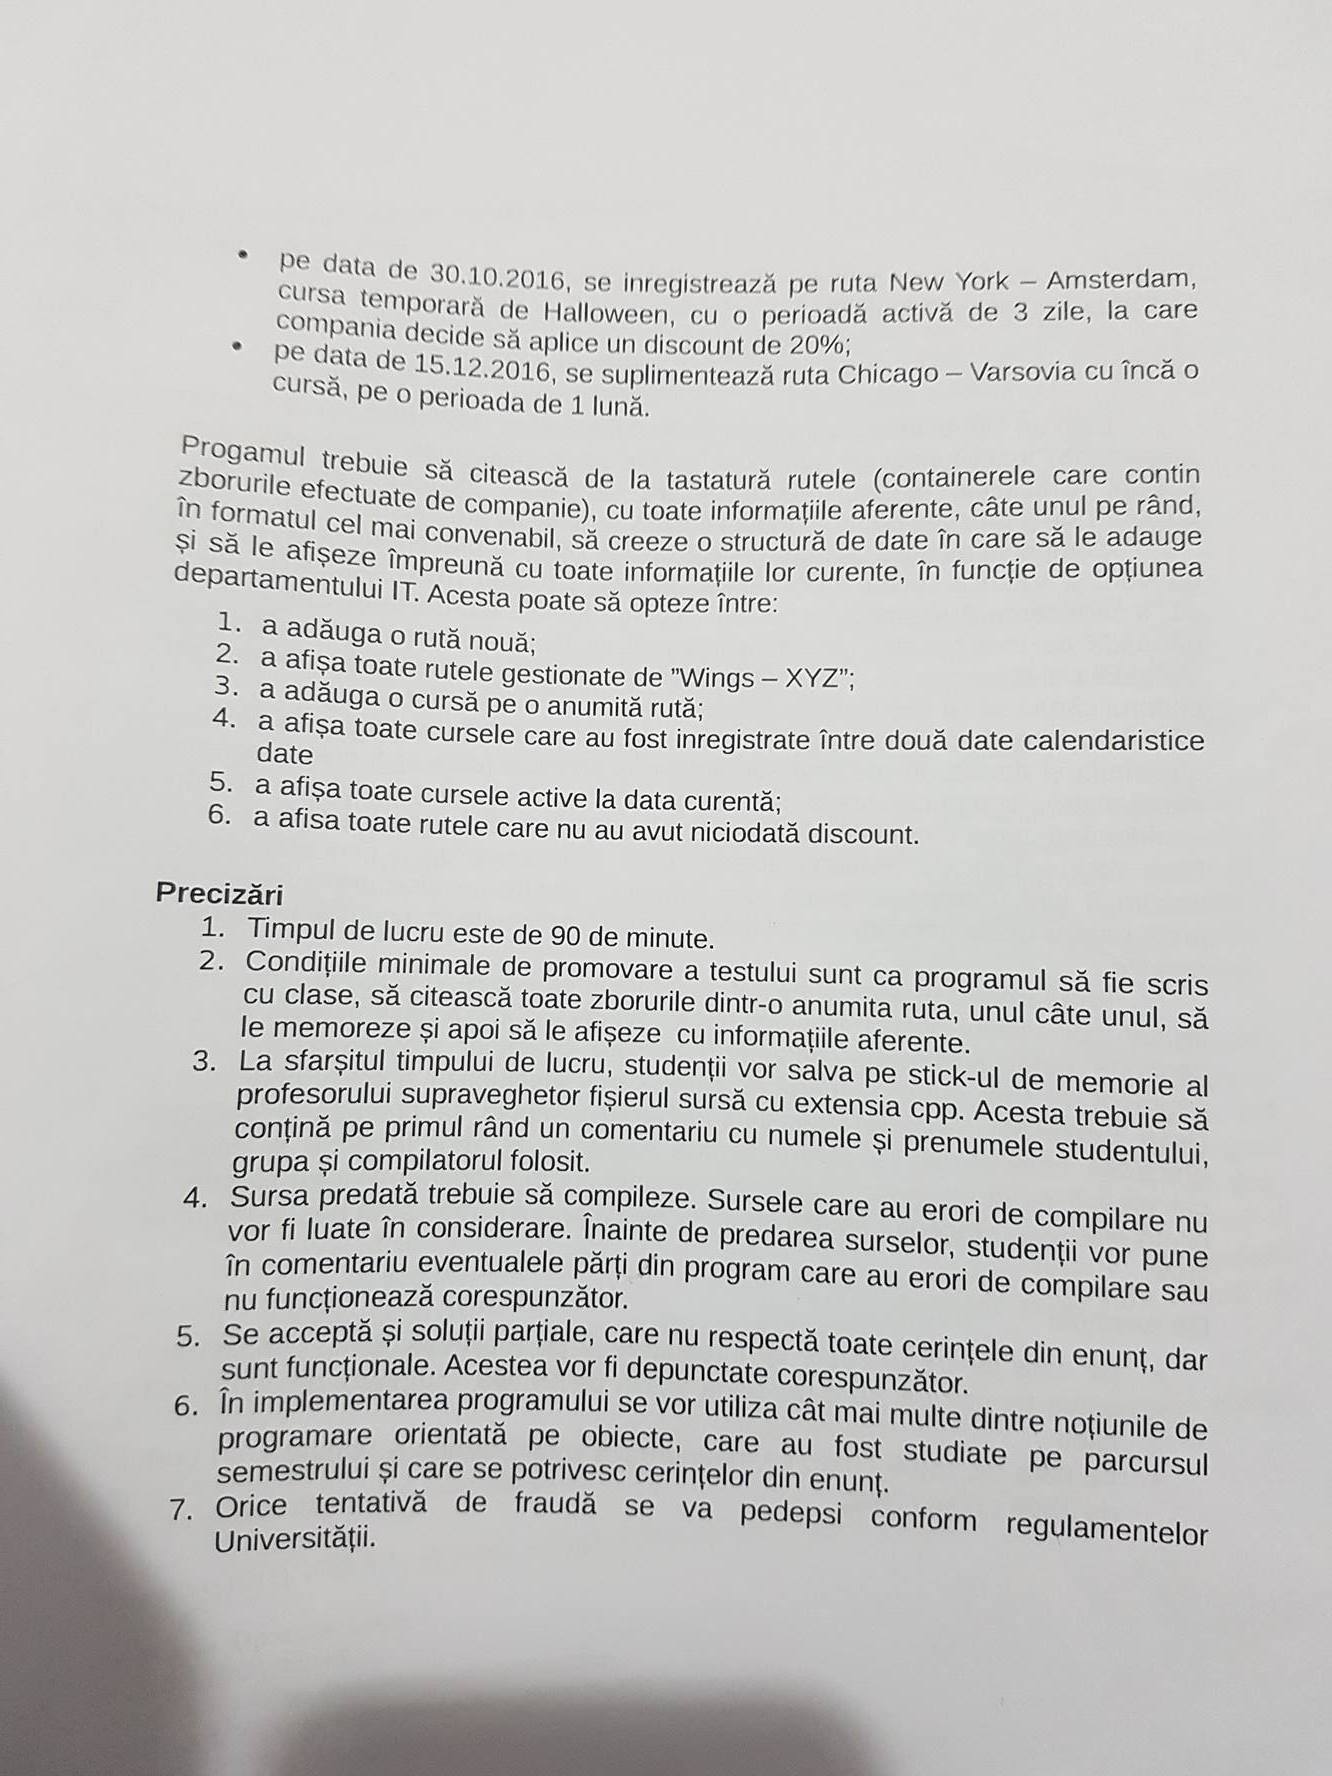 • pe data de 30.10.2016, se inregistrează pe ruta New York – Amsterdam,
cursa temporară de Halloween, cu o perioadă activă de 3 zile, la care
compania decide să aplice un discount de 20%;
• pe data de 15.12.2016, se suplimentează ruta Chicago – Varsovia cu încă o
cursă, pe o perioada de 1 lună.
Progamul trebuie să citească de la tastatură rutele (containerele care contin
zborurile efectuate de companie), cu toate informațiile aferente, câte unul pe rând,
în formatul cel mai convenabil, să creeze o structură de date în care să le adauge
și să le afișeze împreună cu toate informațiile lor curente, în funcție de opțiunea
departamentului IT. Acesta poate să opteze între:
1. a adăuga o rută nouă;
2. a afișa toate rutele gestionate de ”Wings – XYZ”;
3. a adăuga o cursă pe o anumită rută;
4. a afișa toate cursele care au fost inregistrate între două date calendaristice
date
5. a afișa toate cursele active la data curentă;
6. a afisa toate rutele care nu au avut niciodată discount.
Precizări
1. Timpul de lucru este de 90 de minute.
2. Condițiile minimale de promovare a testului sunt ca programul să fie scris
cu clase, să citească toate zborurile dintr-o anumita ruta, unul câte unul, să
le memoreze și apoi să le afișeze cu informațiile aferente.
3. La sfarșitul timpului de lucru, studenții vor salva pe stick-ul de memorie al
profesorului supraveghetor fișierul sursă cu extensia cpp. Acesta trebuie să
conțină pe primul rând un comentariu cu numele și prenumele studentului,
grupa și compilatorul folosit.
4. Sursa predată trebuie să compileze. Sursele care au erori de compilare nu
vor fi luate în considerare. Înainte de predarea surselor, studenții vor pune
în comentariu eventualele părți din program care au erori de compilare sau
nu funcționează corespunzător.
5. Se acceptă și soluții parțiale, care nu respectă toate cerințele din enunț, dar
sunt funcționale. Acestea vor fi depunctate corespunzător.
6. În implementarea programului se vor utiliza cât mai multe dintre noțiunile de
programare orientată pe obiecte, care au fost studiate pe parcursul
semestrului și care se potrivesc cerințelor din enunț.
7. Orice tentativă de fraudă se va pedepsi conform regulamentelor
Universității.